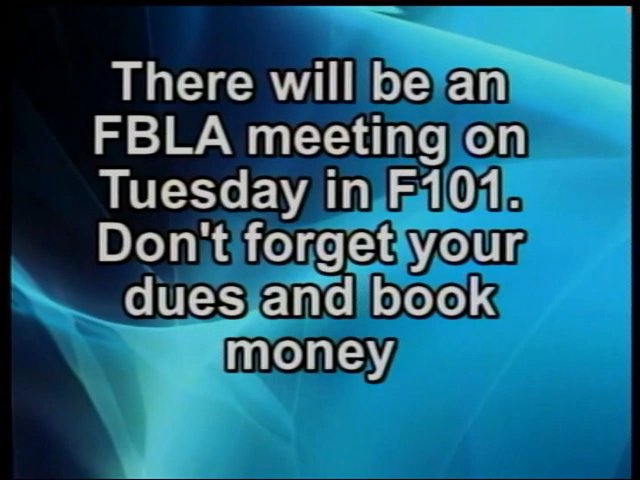 There will be an
FBLA meeting on
Tuesday in F101.
Don't forget your
dues and book
money